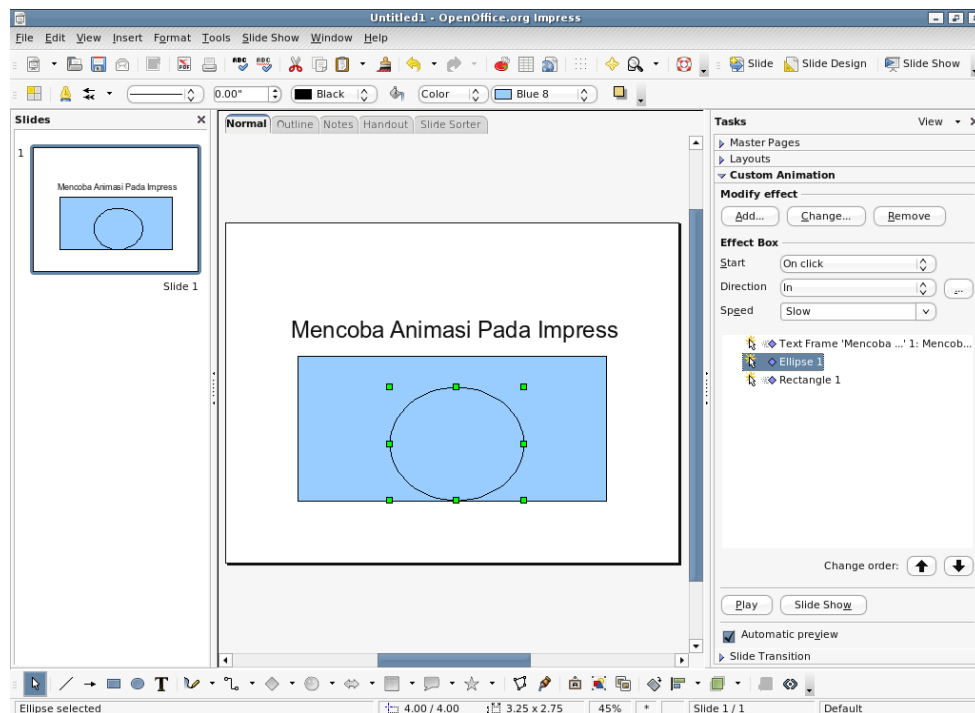 Untitled1 - OpenOffice.org Impress
File Edit View Insert Format Tools Slide Show Window Help
Slide Slide Design Slide Show
0.00" Black Color Blue 8
Slides
Normal Outline Notes Handout Slide Sorter
Tasks View
1
Mencoba Animasi Pada Impress
Slide 1
Mencoba Animasi Pada Impress
Master Pages
Layouts
Custom Animation
Modify effect
Add... Change... Remove
Effect Box
Start On click
Direction In ...
Speed Slow
Text Frame 'Mencoba ...' 1: Mencob...
Ellipse 1
Rectangle 1
Change order:
Play Slide Show
Automatic preview
Slide Transition
T
Ellipse selected 4.00 / 4.00 3.25 x 2.75 45% * Slide 1 / 1 Default